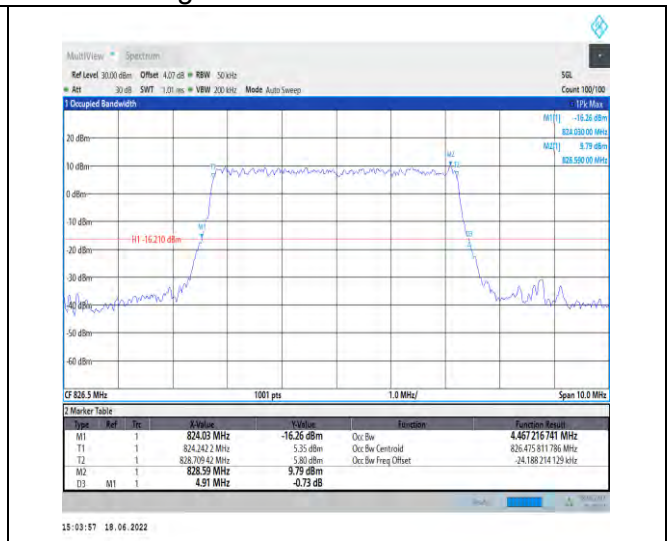 MultiView Spectrum
Ref Level 30.00 dBm Offset 4.07 dB RBW 50 kHz SGL
Att 30 dB SWT 1.01 ms VBW 200 kHz Mode Auto Sweep Count 100/100
1 Occupied Bandwidth 1Pk Max
M1[1] -16.26 dBm
824.030 00 MHz
M2[1] 9.79 dBm
828.590 00 MHz
20 dBm
M2
10 dBm
0 dBm
-10 dBm
M1
H1 -16.210 dBm
D3
-20 dBm
-30 dBm
-40 dBm
-50 dBm
-60 dBm
CF 826.5 MHz 1001 pts 1.0 MHz/ Span 10.0 MHz
2 Marker Table
Type Ref Trc X-Value Y-Value Function Function Result
M1 1 824.03 MHz -16.26 dBm Occ Bw 4.467 216 741 MHz
T1 1 824.242 2 MHz 5.35 dBm Occ Bw Centroid 826.475 811 786 MHz
T2 1 828.709 42 MHz 5.80 dBm Occ Bw Freq Offset -24.188 214 129 kHz
M2 1 828.59 MHz 9.79 dBm
D3 M1 1 4.91 MHz -0.73 dB
15:03:57 18.06.2022